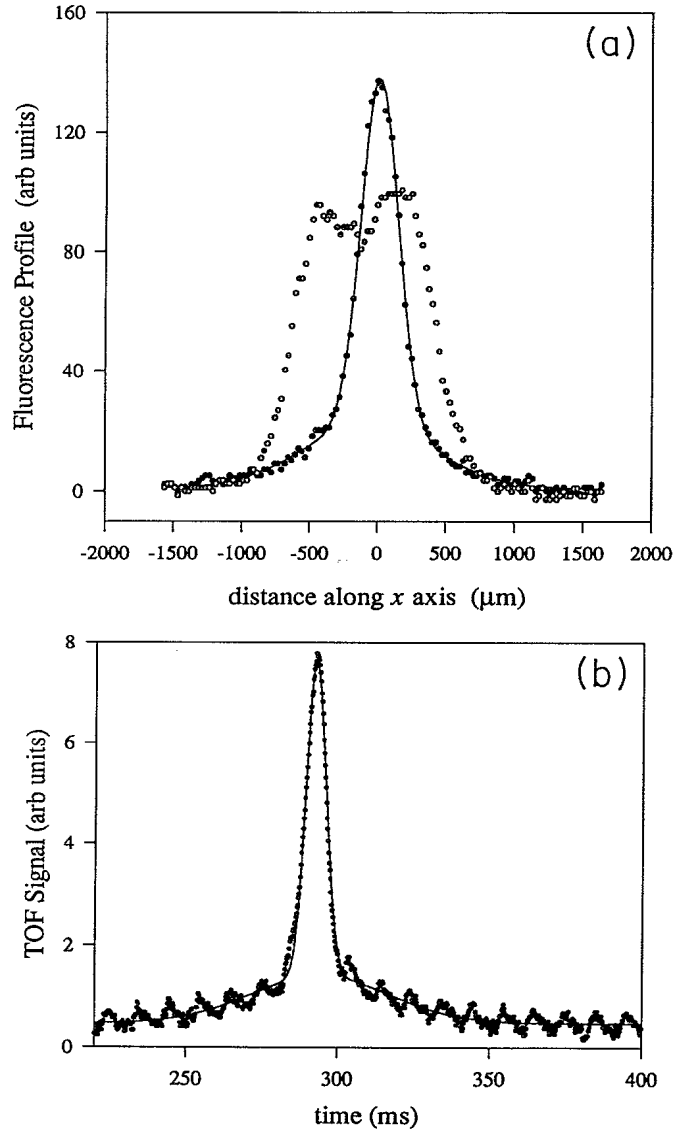 160
(a)
120
80
40
0
Fluorescence Profile (arb units)
-2000 -1500 -1000 -500 0 500 1000 1500 2000
distance along x axis (μm)
8
(b)
6
4
2
0
TOF Signal (arb units)
250 300 350 400
time (ms)